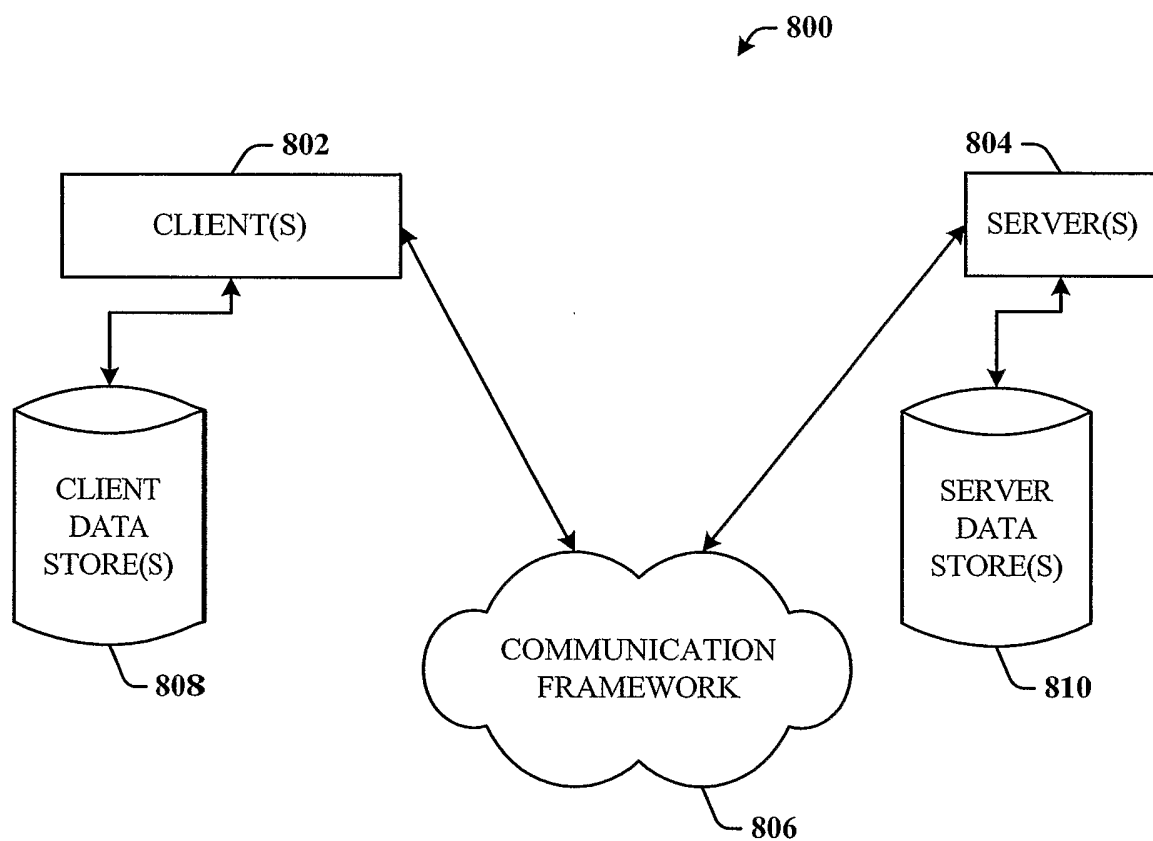 800
802
804
CLIENT(S)
SERVER(S)
CLIENT
DATA
STORE(S)
SERVER
DATA
STORE(S)
COMMUNICATION
FRAMEWORK
808
810
806